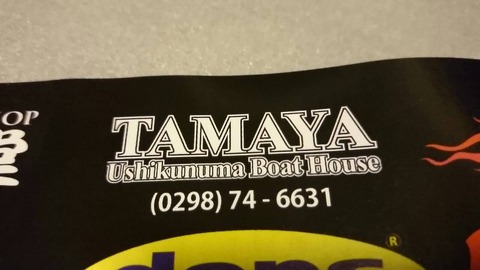 OP
TAMAYA
Ushikunuma Boat House
(0298) 74 - 6631
®